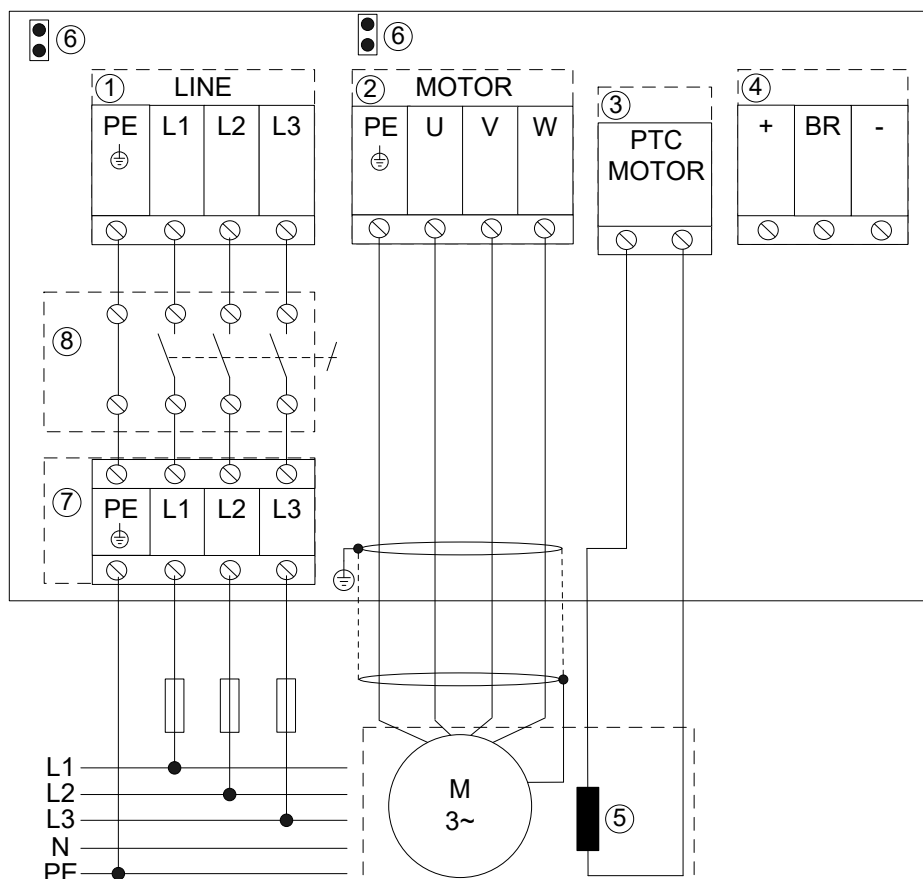 6
6
1 LINE
PE L1 L2 L3
2 MOTOR
PE U V W
3
PTC
MOTOR
4
+ BR -
8
7
PE L1 L2 L3
L1
L2
L3
N
PE
M
3~
5